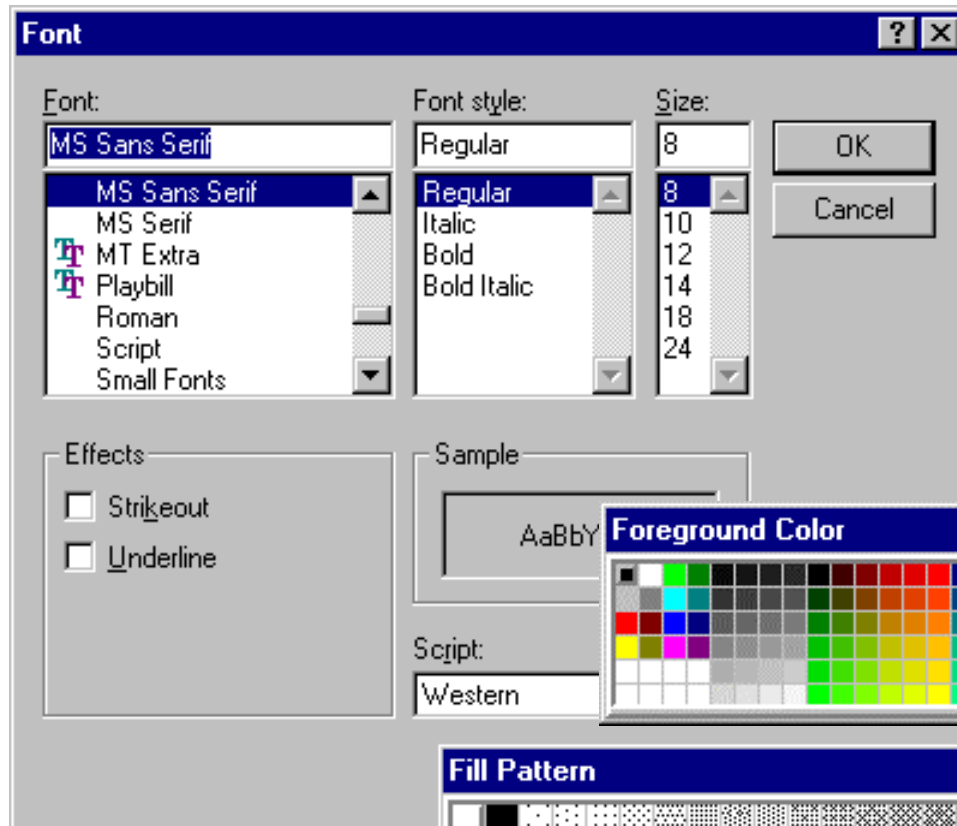 Font
Font: Font style: Size:
MS Sans Serif Regular 8 OK
MS Sans Serif Regular 8 Cancel
MS Serif Italic 10
MT Extra Bold 12
Playbill Bold Italic 14
Roman 18
Script 24
Small Fonts
Effects Sample
Strikeout
AaBbY
Underline
Foreground Color
Script:
Western
Fill Pattern